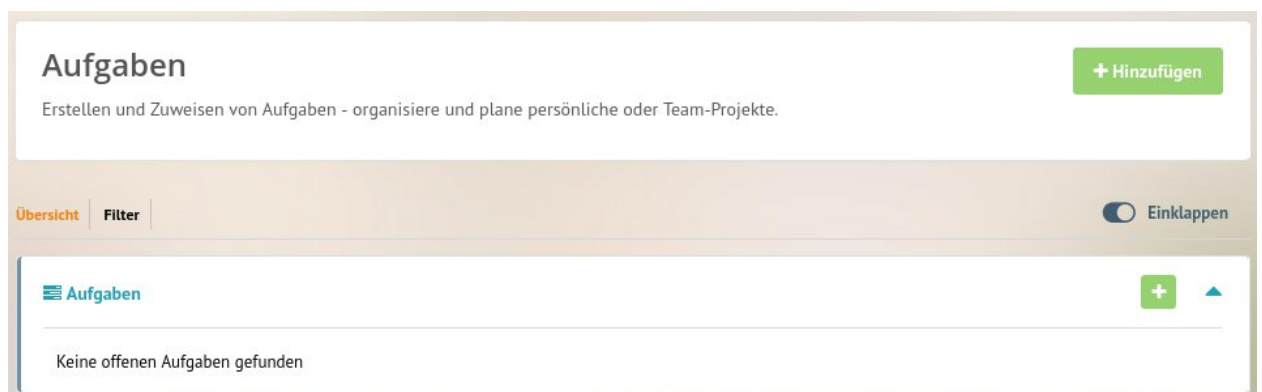 Aufgaben
+ Hinzufügen
Erstellen und Zuweisen von Aufgaben - organisiere und plane persönliche oder Team-Projekte.
Übersicht
Filter
Einklappen
Aufgaben
+
Keine offenen Aufgaben gefunden